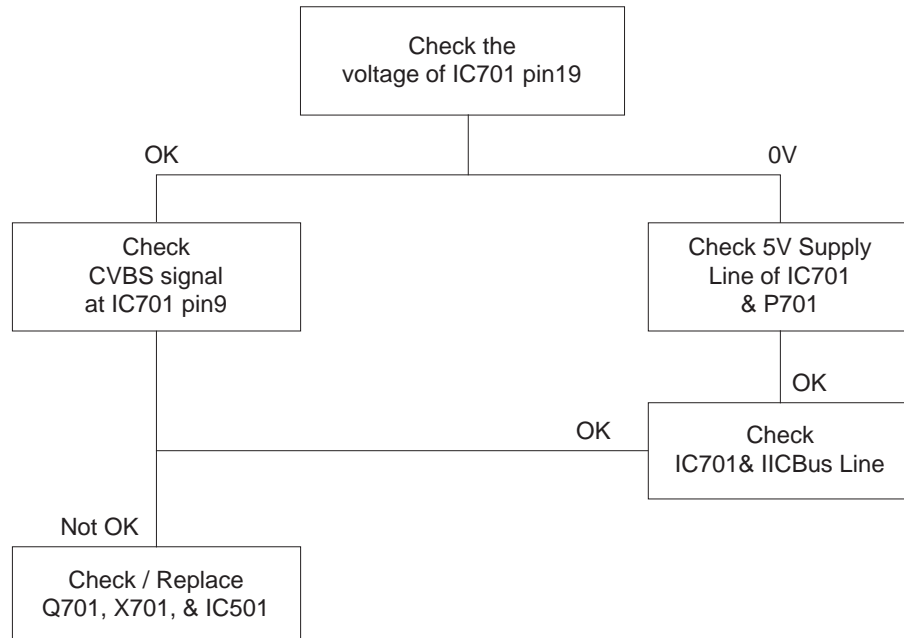 Check the
voltage of IC701 pin19
OK
0V
Check
CVBS signal
at IC701 pin9
Check 5V Supply
Line of IC701
& P701
OK
OK
Check
IC701& IICBus Line
Not OK
Check / Replace
Q701, X701, & IC501